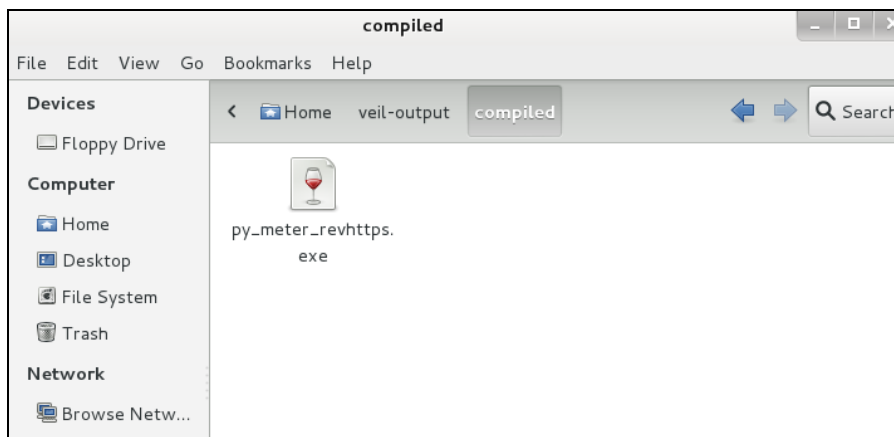 compiled
File Edit View Go Bookmarks Help
Devices
Floppy Drive
Computer
Home
Desktop
File System
Trash
Network
Browse Netw...
Home veil-output compiled Search
py_meter_revhttps.
exe